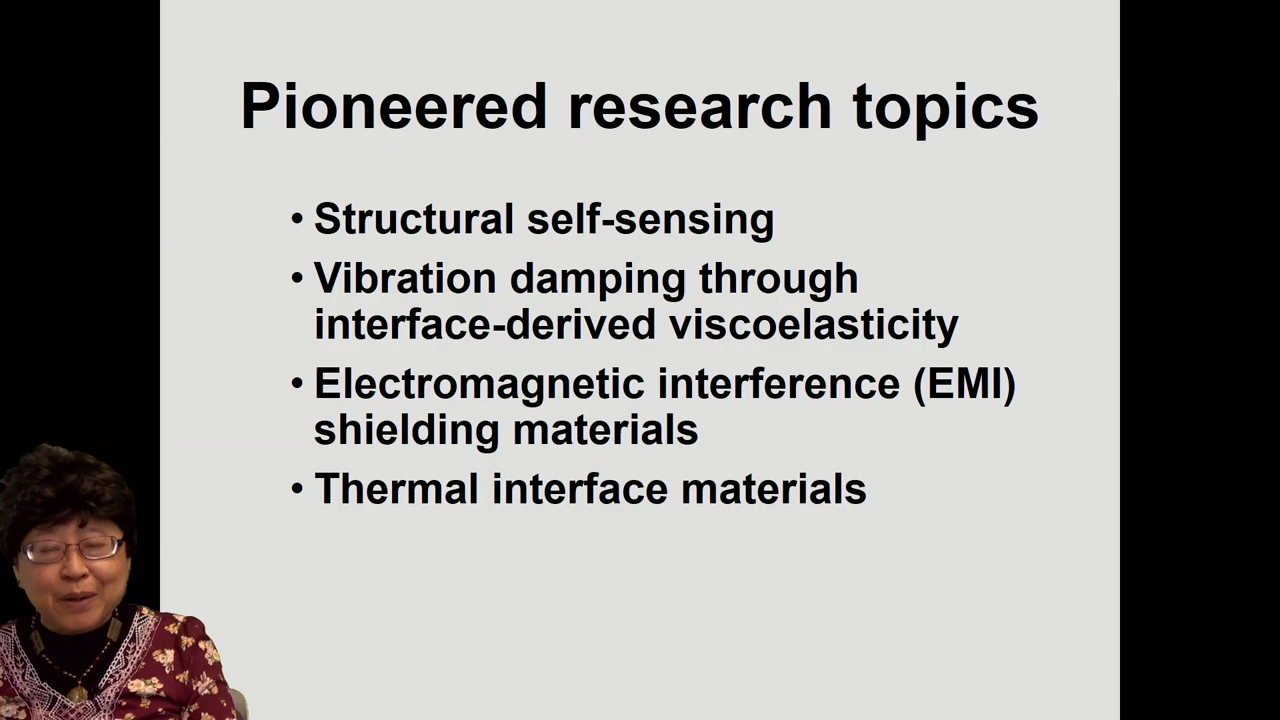 Pioneered research topics
• Structural self-sensing
• Vibration damping through
interface-derived viscoelasticity
• Electromagnetic interference (EMI)
shielding materials
• Thermal interface materials